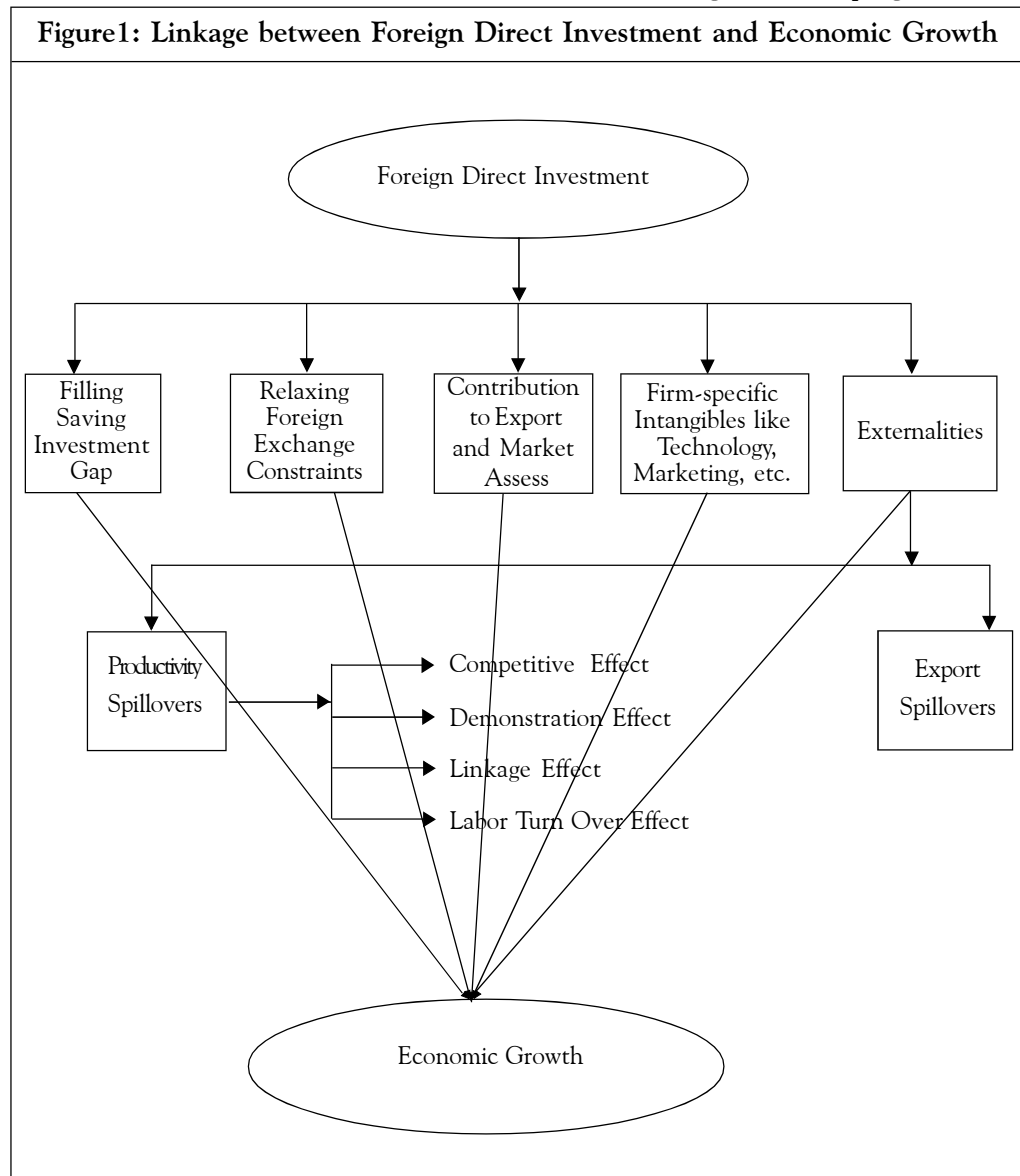 Figure1: Linkage between Foreign Direct Investment and Economic Growth
Foreign Direct Investment
Filling
Saving
Investment
Gap
Relaxing
Foreign
Exchange
Constraints
Contribution
to Export
and Market
Assess
Firm-specific
Intangibles like
Technology,
Marketing, etc.
Externalities
Productivity
Spillovers
Competitive Effect
Demonstration Effect
Linkage Effect
Labor Turn Over Effect
Export
Spillovers
Economic Growth